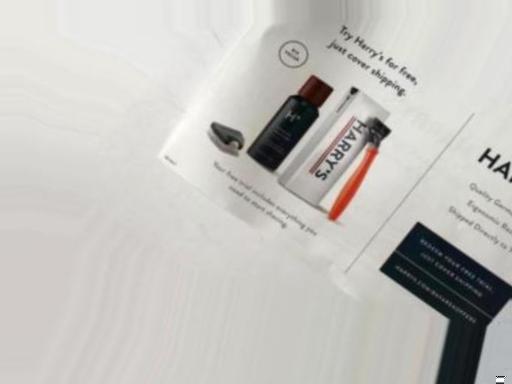 Try Harry's for free,
just cover shipping.
H'
HARRY'S
Your free trial includes everything you
need to start shaving.
HA
Quality
Ergonomic
Shipped Directly to
REDEEM YOUR FREE TRIAL,
JUST COVER SHIPPING